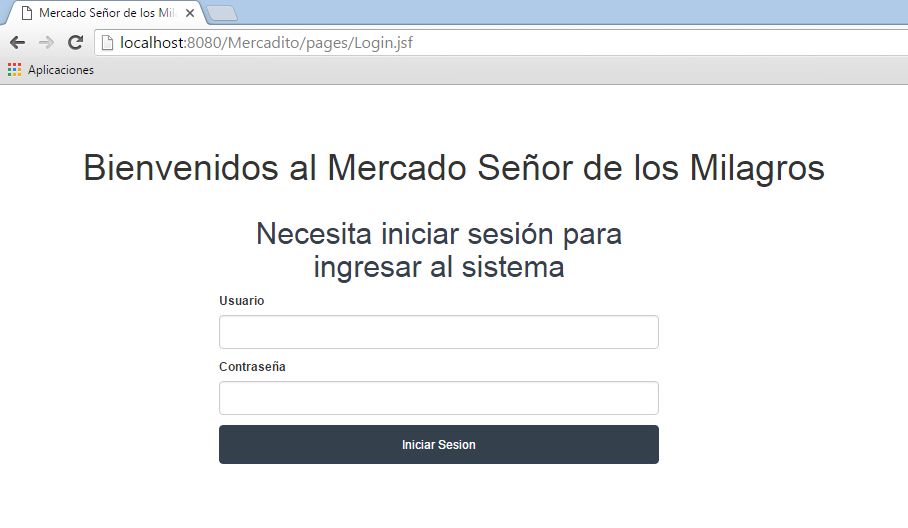 Mercado Señor de los Mil
localhost:8080/Mercadito/pages/Login.jsf
Aplicaciones
Bienvenidos al Mercado Señor de los Milagros
Necesita iniciar sesión para
ingresar al sistema
Usuario
Contraseña
Iniciar Sesion